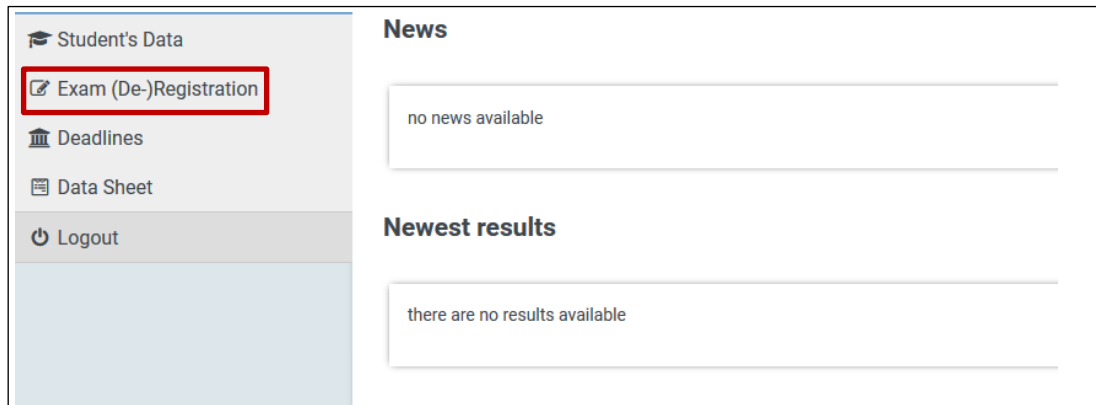 Student's Data
Exam (De-)Registration
Deadlines
Data Sheet
Logout
News
no news available
Newest results
there are no results available